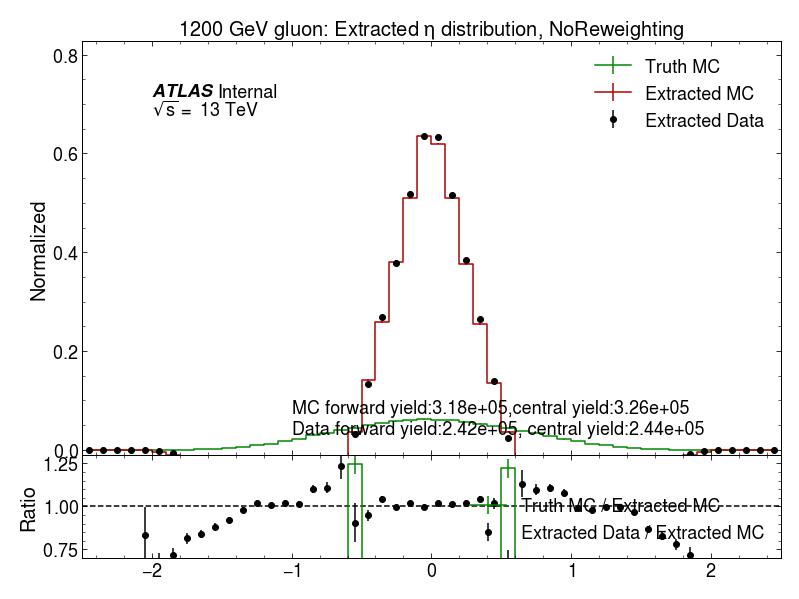 1200 GeV gluon: Extracted η distribution, NoReweighting
0.8
0.6
0.4
0.2
0.0
Normalized
ATLAS Internal
√s = 13 TeV
Truth MC
Extracted MC
Extracted Data
MC forward yield:3.18e+05,central yield:3.26e+05
Data forward yield:2.42e+05, central yield:2.44e+05
1.25
1.00
0.75
Ratio
Truth MC / Extracted MC
Extracted Data / Extracted MC
−2 −1 0 1 2